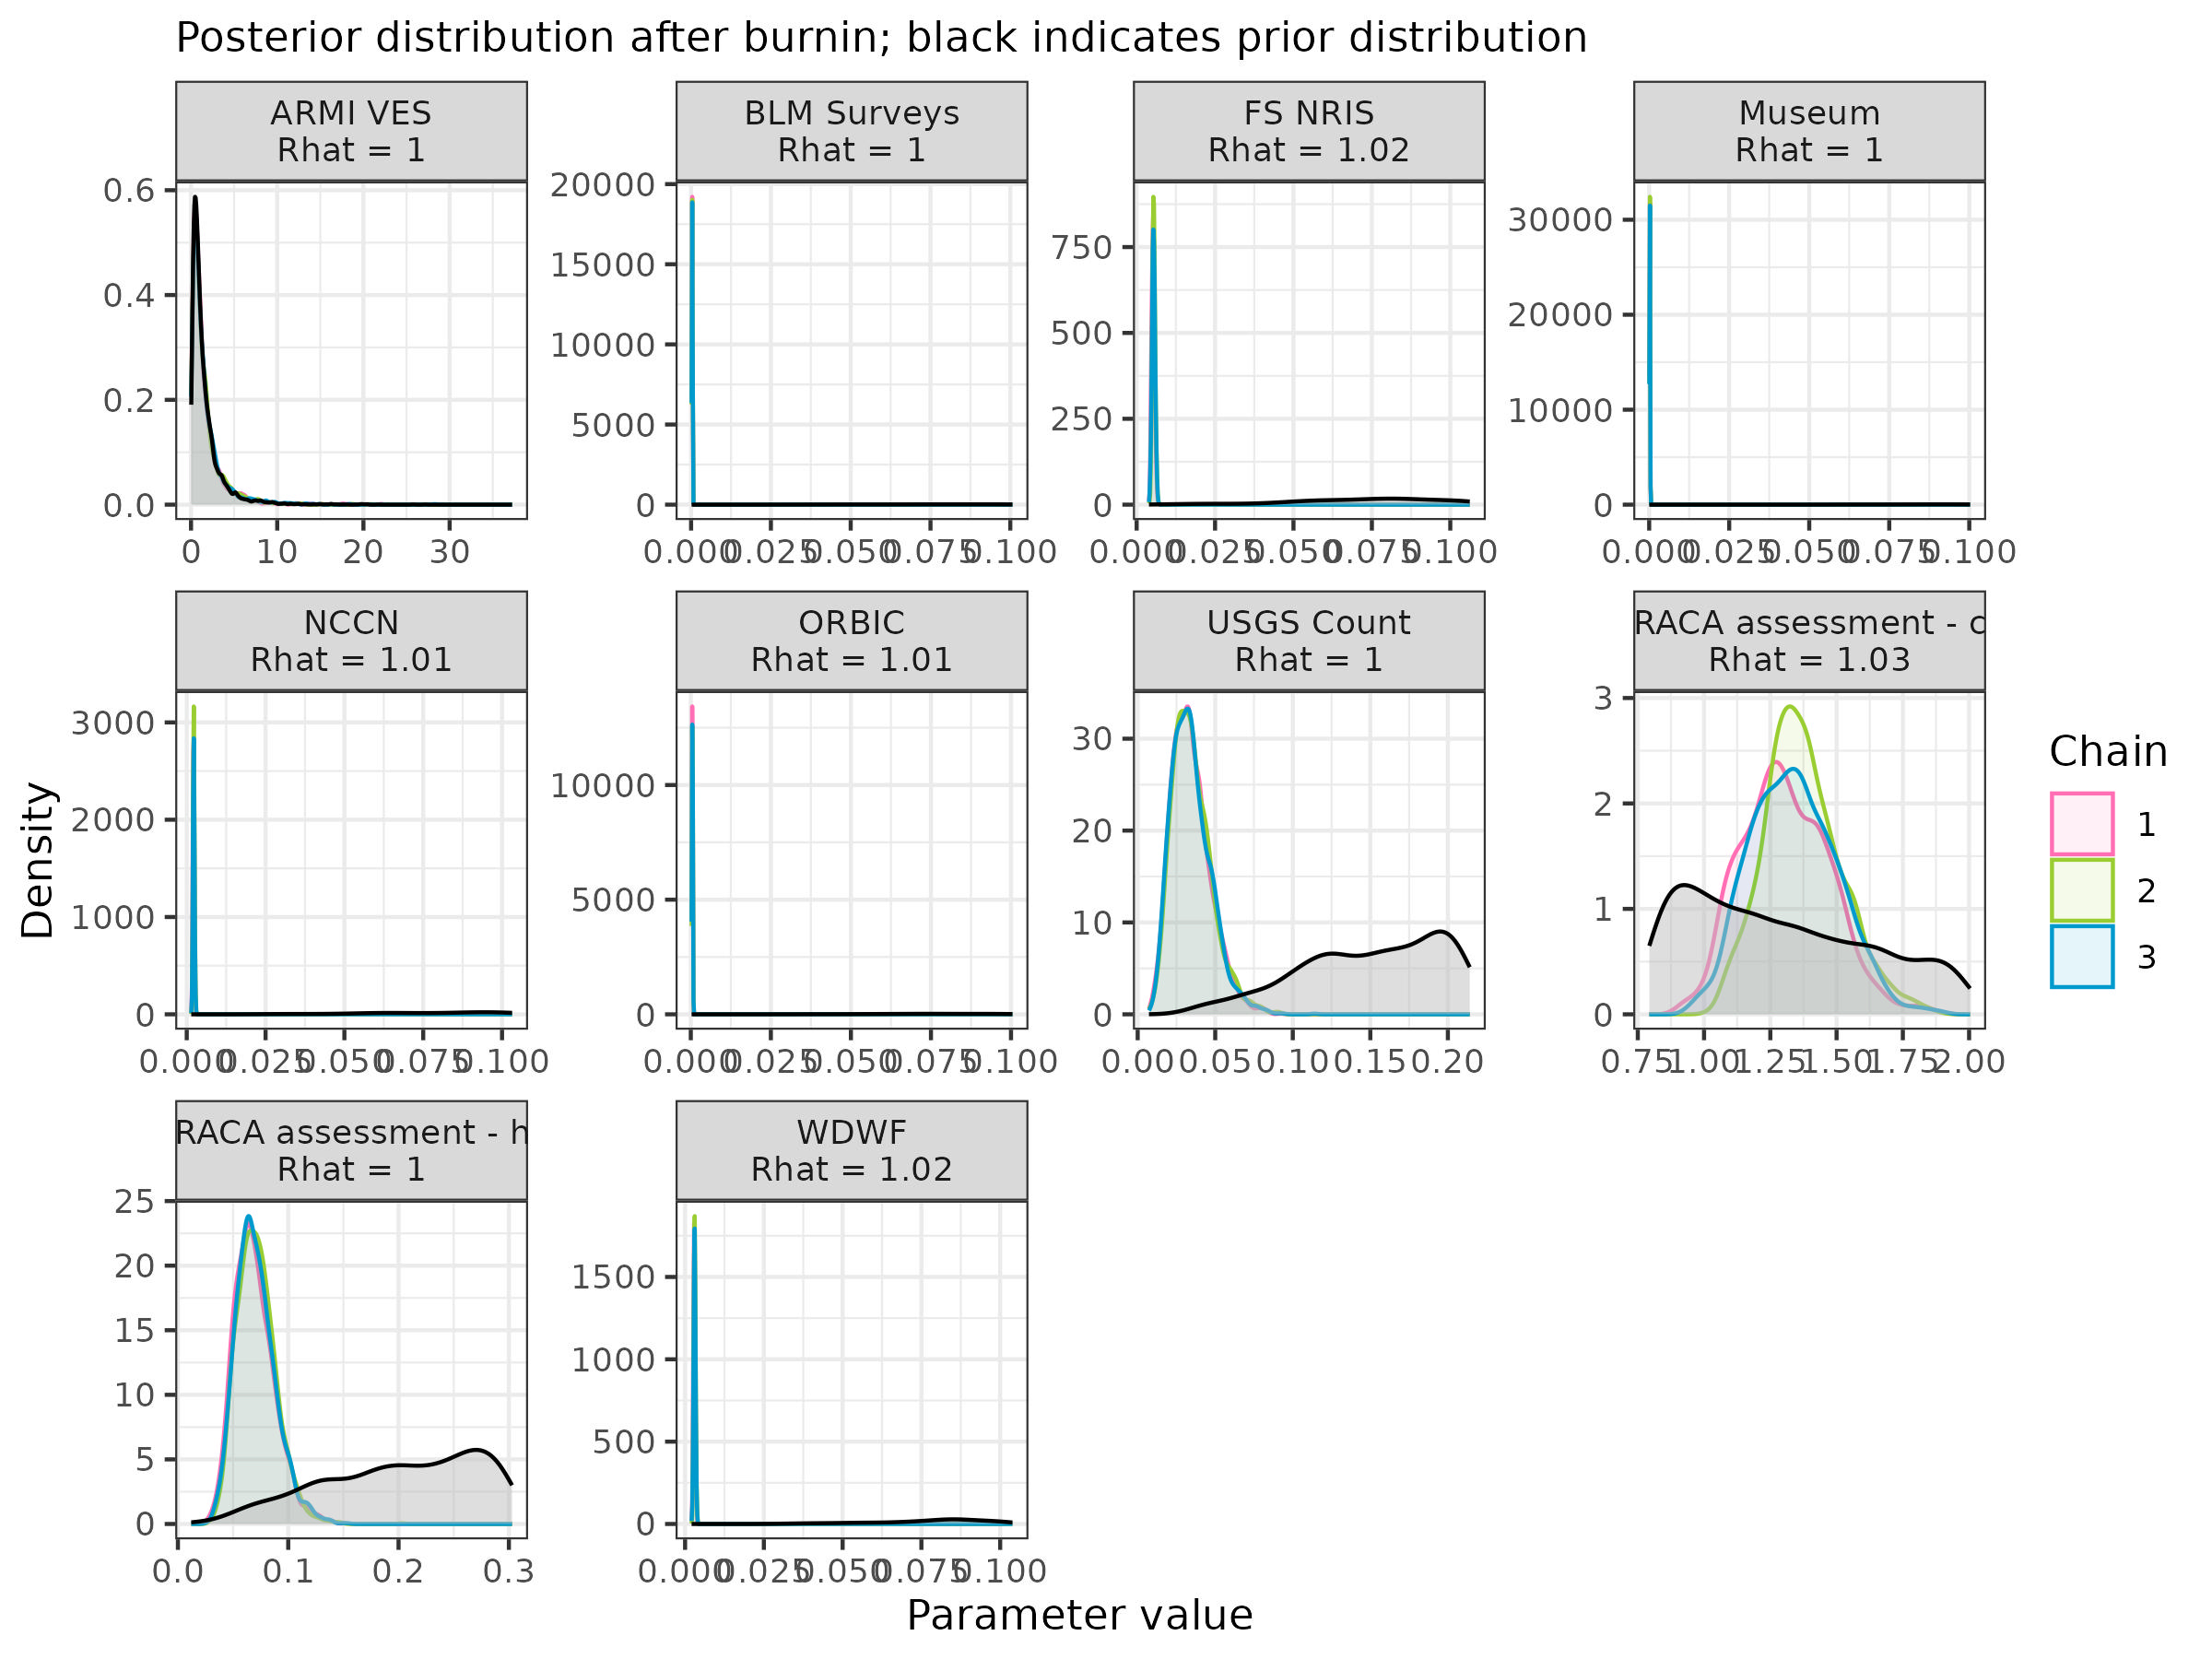 Posterior distribution after burnin; black indicates prior distribution
ARMI VES
Rhat = 1
BLM Surveys
Rhat = 1
FS NRIS
Rhat = 1.02
Museum
Rhat = 1
0.6
0.4
0.2
0.0
0 10 20 30
20000
15000
10000
5000
0
0.000 0.025 0.050 0.075 0.100
750
500
250
0
0.000 0.025 0.050 0.075 0.100
30000
20000
10000
0
0.000 0.025 0.050 0.075 0.100
NCCN
Rhat = 1.01
ORBIC
Rhat = 1.01
USGS Count
Rhat = 1
RACA assessment - c
Rhat = 1.03
3000
2000
1000
0
0.000 0.025 0.050 0.075 0.100
10000
5000
0
0.000 0.025 0.050 0.075 0.100
30
20
10
0
0.00 0.05 0.10 0.15 0.20
3
2
1
0
0.75 1.00 1.25 1.50 1.75 2.00
RACA assessment - h
Rhat = 1
WDWF
Rhat = 1.02
25
20
15
10
5
0
0.0 0.1 0.2 0.3
1500
1000
500
0
0.000 0.025 0.050 0.075 0.100
Density
Parameter value
Chain
1
2
3